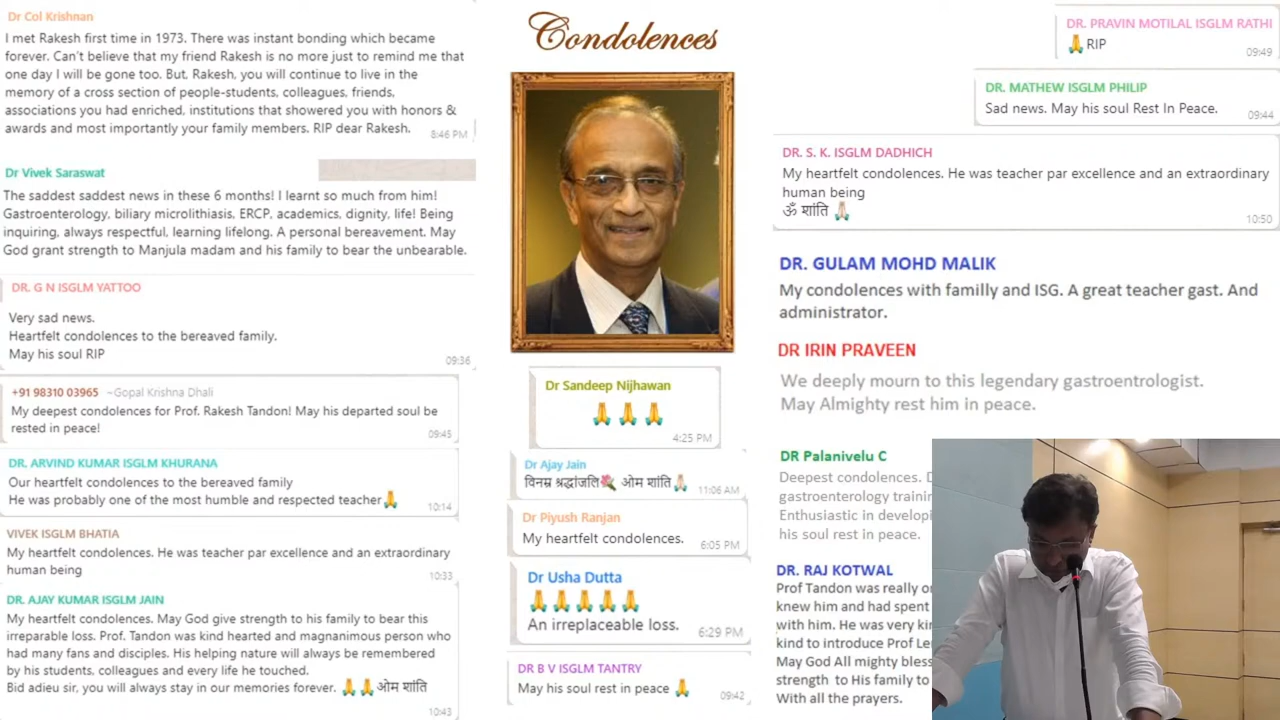 Dr Col Krishnan
I met Rakesh first time in 1973. There was instant bonding which became
forever. Can't believe that my friend Rakesh is no more just to remind me that
one day I will be gone too. But, Rakesh, you will continue to live in the
memory of a cross section of people-students, colleagues, friends,
associations you had enriched, institutions that showered you with honors &
awards and most importantly your family members. RIP dear Rakesh.
8:46 PM
Dr Vivek Saraswat
The saddest saddest news in these 6 months! I learnt so much from him!
Gastroenterology, biliary microlithiasis, ERCP, academics, dignity, life! Being
inquiring, always respectful, learning lifelong. A personal bereavement. May
God grant strength to Manjula madam and his family to bear the unbearable.
DR. G N ISGLM YATTOO
Very sad news.
Heartfelt condolences to the bereaved family.
May his soul RIP
09:36
+91 98310 03965 ~Gopal Krishna Dhali
My deepest condolences for Prof. Rakesh Tandon! May his departed soul be
rested in peace!
09:45
DR. ARVIND KUMAR ISGLM KHURANA
Our heartfelt condolences to the bereaved family
He was probably one of the most humble and respected teacher🙏
10:14
VIVEK ISGLM BHATIA
My heartfelt condolences. He was teacher par excellence and an extraordinary
human being
10:33
DR. AJAY KUMAR ISGLM JAIN
My heartfelt condolences. May God give strength to his family to bear this
irreparable loss. Prof. Tandon was kind hearted and magnanimous person who
had many fans and disciples. His helping nature will always be remembered
by his students, colleagues and every life he touched.
Bid adieu sir, you will always stay in our memories forever. 🙏🙏ओम शांति
10:43
Condolences
Dr Sandeep Nijhawan
🙏🙏🙏
4:25 PM
Dr Ajay Jain
विनम्र श्रद्धांजलि💐 ओम शांति🙏🏻
11:06 AM
Dr Piyush Ranjan
My heartfelt condolences.
6:05 PM
Dr Usha Dutta
🙏🙏🙏🙏🙏
An irreplaceable loss.
6:29 PM
DR B V ISGLM TANTRY
May his soul rest in peace 🙏
09:42
DR. PRAVIN MOTILAL ISGLM RATHI
🙏RIP
09:49
DR. MATHEW ISGLM PHILIP
Sad news. May his soul Rest In Peace.
09:44
DR. S. K. ISGLM DADHICH
My heartfelt condolences. He was teacher par excellence and an extraordinary
human being
ॐ शांति 🙏🏻
10:50
DR. GULAM MOHD MALIK
My condolences with familly and ISG. A great teacher gast. And
administrator.
DR IRIN PRAVEEN
We deeply mourn to this legendary gastroenterologist.
May Almighty rest him in peace.
DR Palanivelu C
Deepest condolences.
gastroenterology
Enthusiastic in
his soul rest in peace.
DR. RAJ KOTWAL
Prof Tandon was really
knew him and had spent
with him. He was very
kind to introduce Prof
May God All mighty
strength to His family to
With all the prayers.